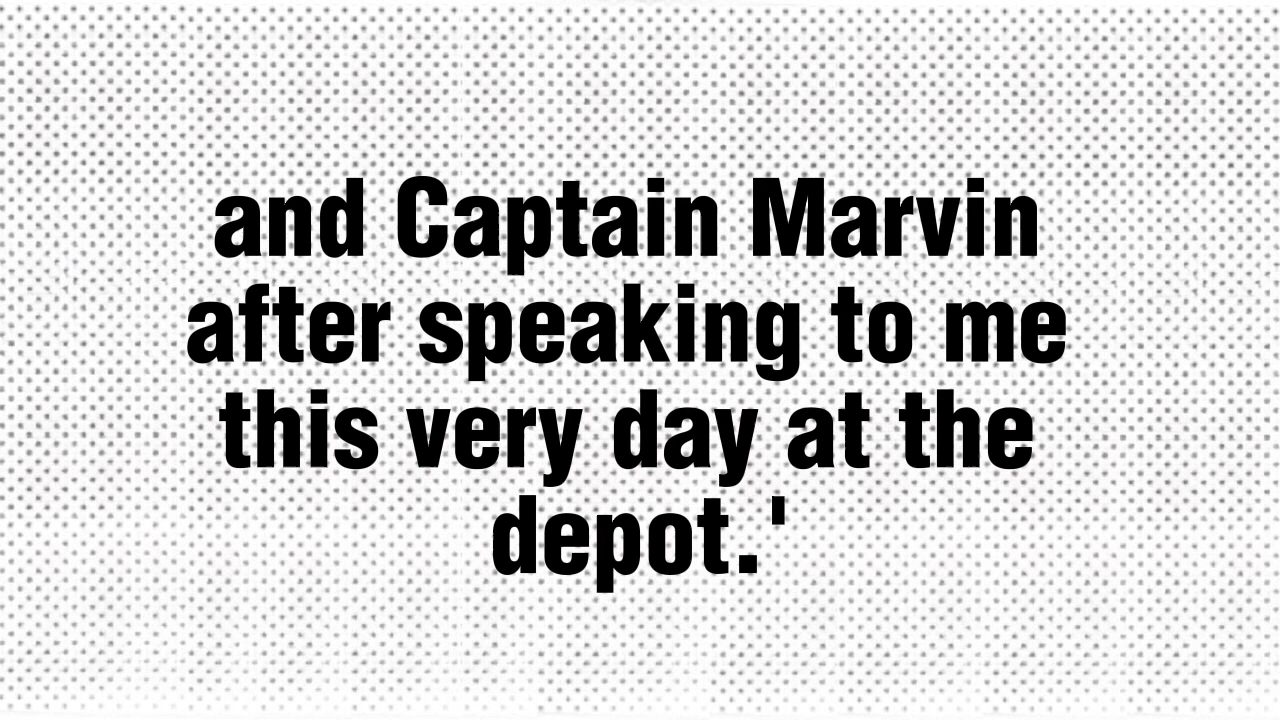 and Captain Marvin
after speaking to me
this very day at the
depot.'